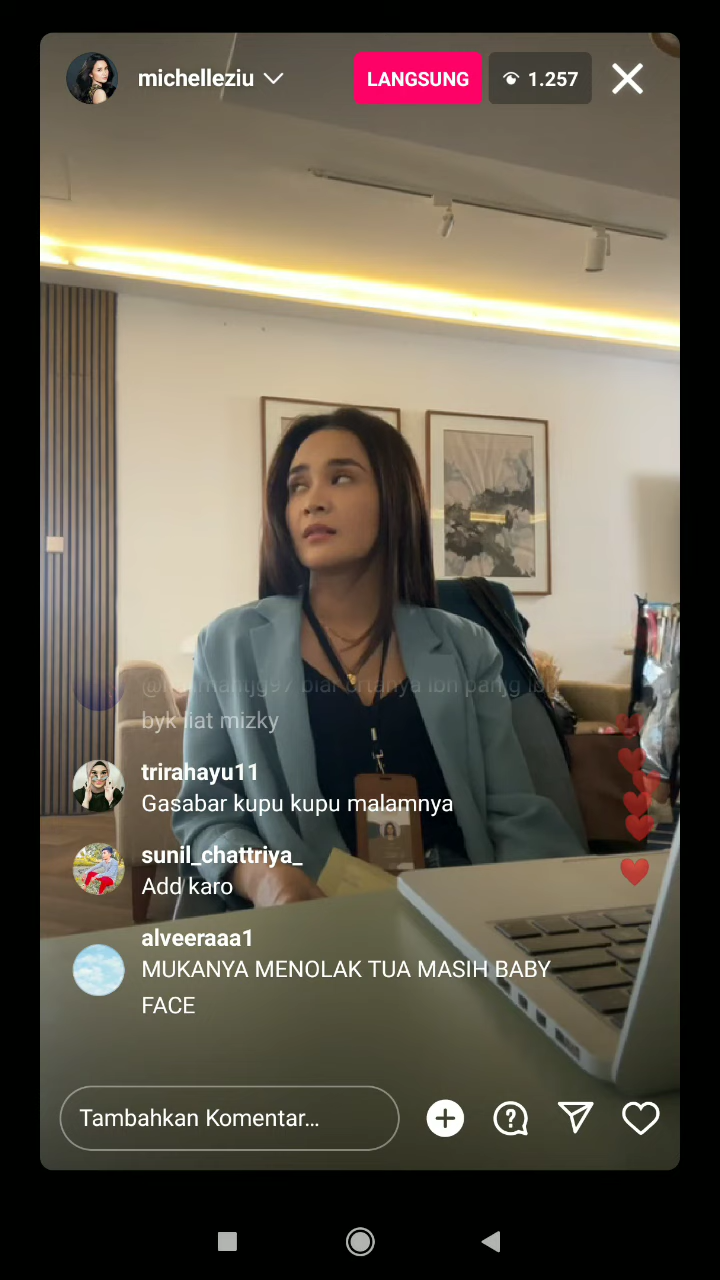 michelleziu
LANGSUNG
1.257
byk liat mizky
trirahayu11
Gasabar kupu kupu malamnya
sunil_chattriya_
Add karo
alveeraaa1
MUKANYA MENOLAK TUA MASIH BABY
FACE
Tambahkan Komentar...